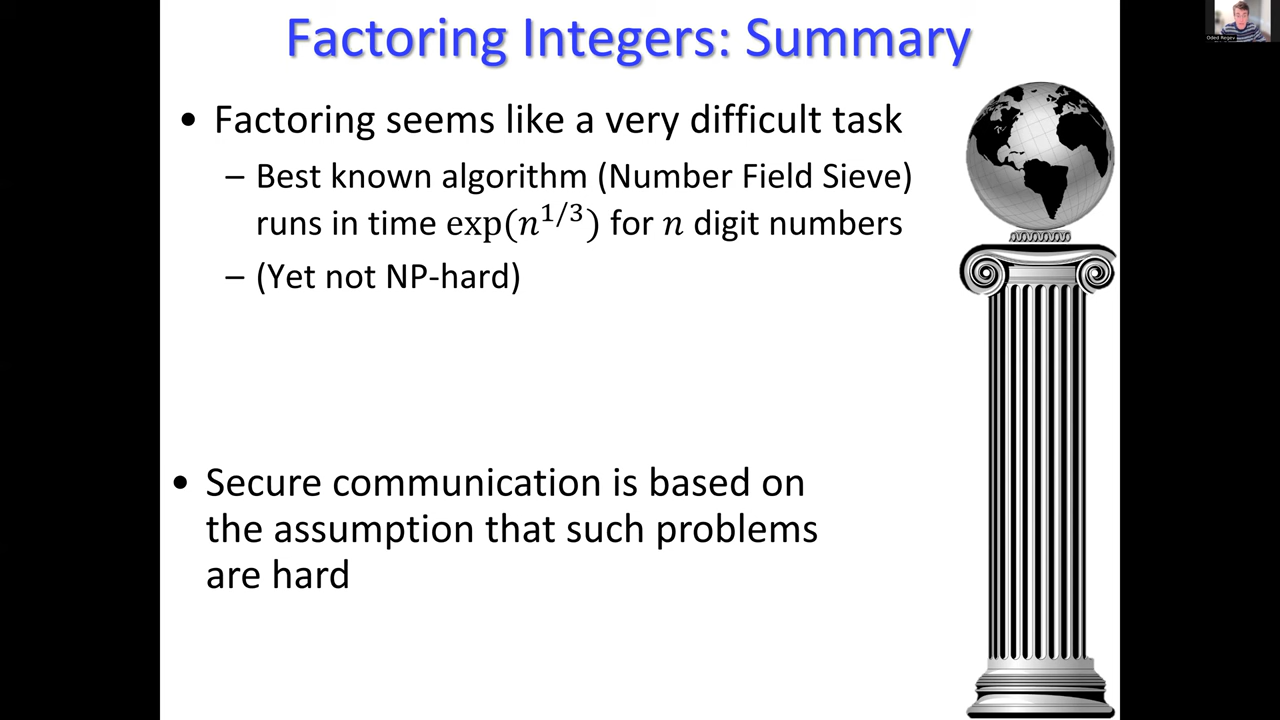 Factoring Integers: Summary
• Factoring seems like a very difficult task
– Best known algorithm (Number Field Sieve)
runs in time exp(n^{1/3}) for n digit numbers
– (Yet not NP-hard)
• Secure communication is based on
the assumption that such problems
are hard
Oded Regev